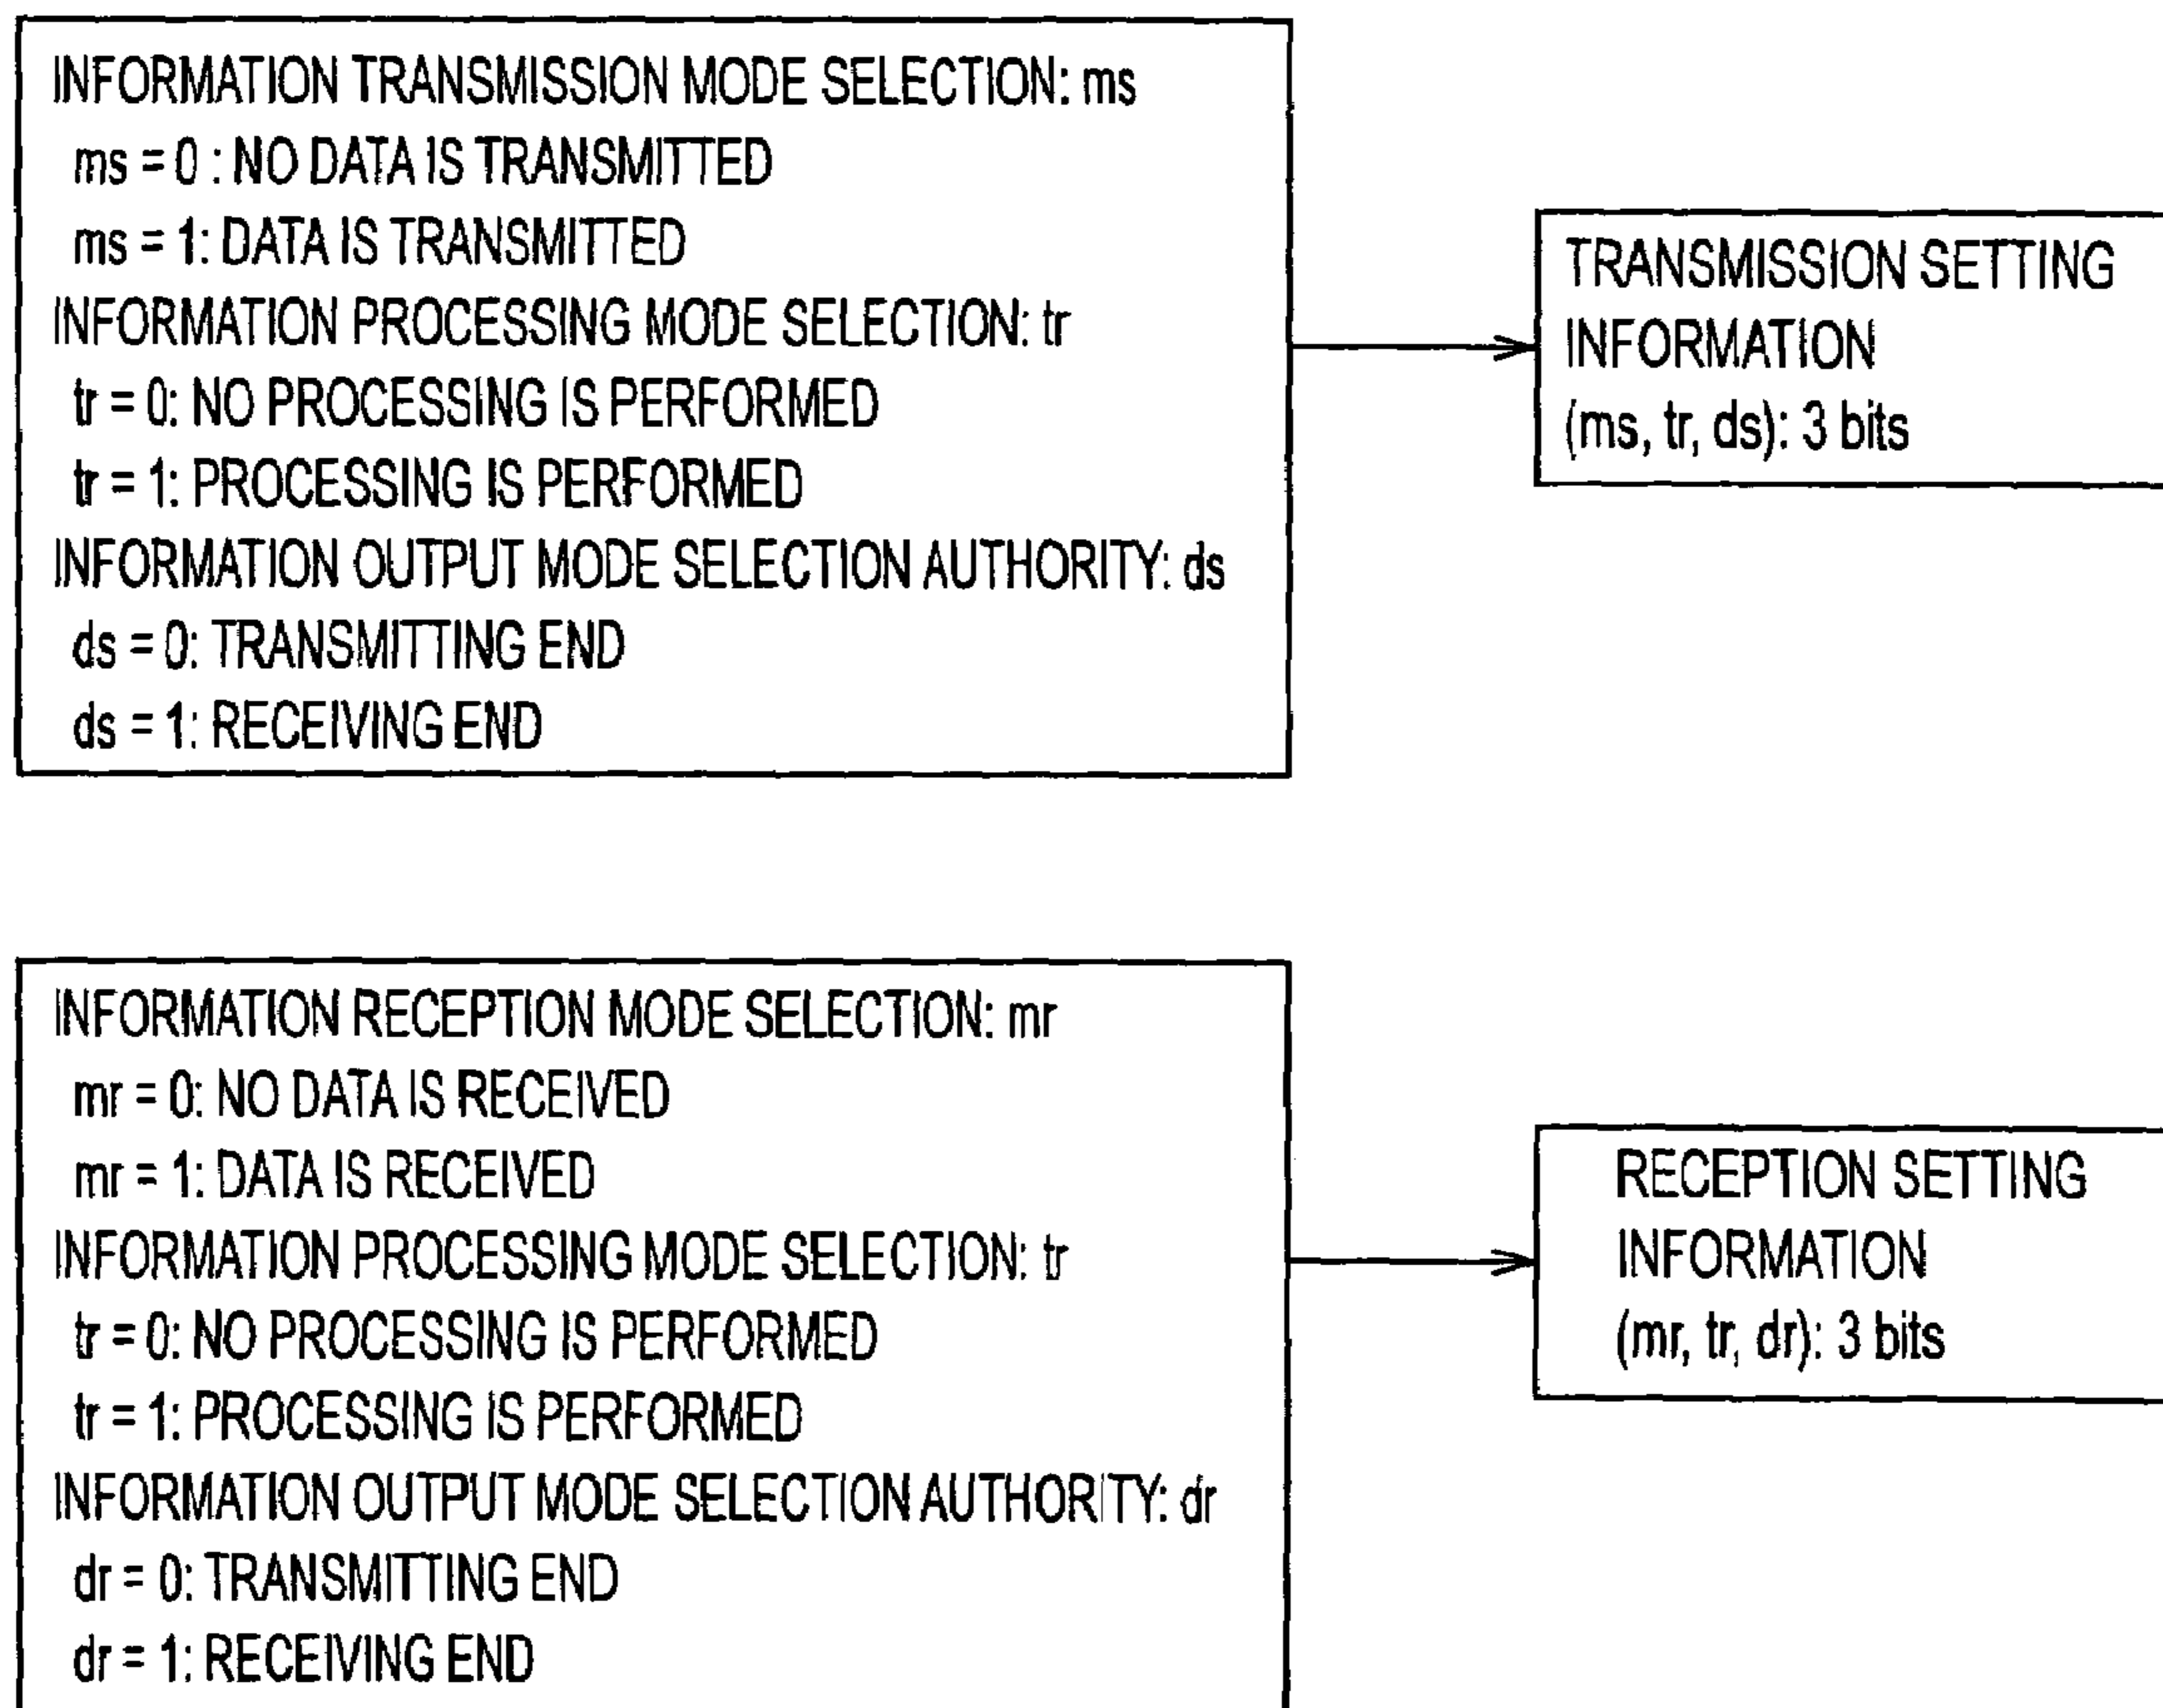 INFORMATION TRANSMISSION MODE SELECTION: ms
ms = 0 : NO DATA IS TRANSMITTED
ms = 1: DATA IS TRANSMITTED
INFORMATION PROCESSING MODE SELECTION: tr
tr = 0: NO PROCESSING IS PERFORMED
tr = 1: PROCESSING IS PERFORMED
INFORMATION OUTPUT MODE SELECTION AUTHORITY: ds
ds = 0: TRANSMITTING END
ds = 1: RECEIVING END
TRANSMISSION SETTING
INFORMATION
(ms, tr, ds): 3 bits
INFORMATION RECEPTION MODE SELECTION: mr
mr = 0: NO DATA IS RECEIVED
mr = 1: DATA IS RECEIVED
INFORMATION PROCESSING MODE SELECTION: tr
tr = 0: NO PROCESSING IS PERFORMED
tr = 1: PROCESSING IS PERFORMED
INFORMATION OUTPUT MODE SELECTION AUTHORITY: dr
dr = 0: TRANSMITTING END
dr = 1: RECEIVING END
RECEPTION SETTING
INFORMATION
(mr, tr, dr): 3 bits